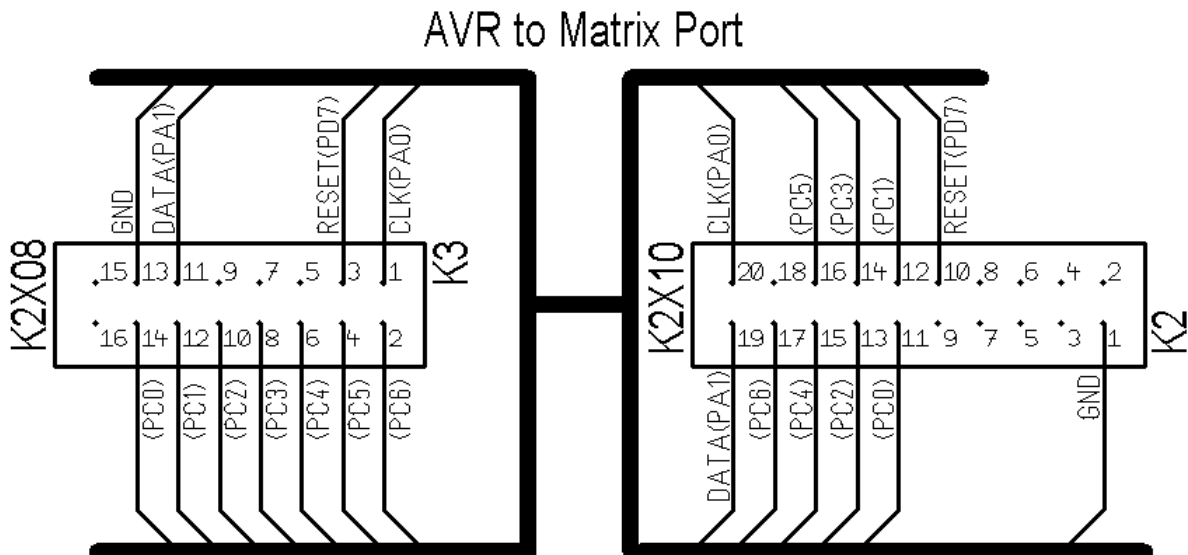 AVR to Matrix Port
GND
DATA(PA1)
RESET(PD7)
CLK(PA0)
K2X08
15 13 11 9 7 5 3 1
16 14 12 10 8 6 4 2
K3
(PC0)
(PC1)
(PC2)
(PC3)
(PC4)
(PC5)
(PC6)
CLK(PA0)
(PC5)
(PC3)
(PC1)
RESET(PD7)
K2X10
20 18 16 14 12 10 8 6 4 2
19 17 15 13 11 9 7 5 3 1
K2
DATA(PA1)
(PC6)
(PC4)
(PC2)
(PC0)
GND